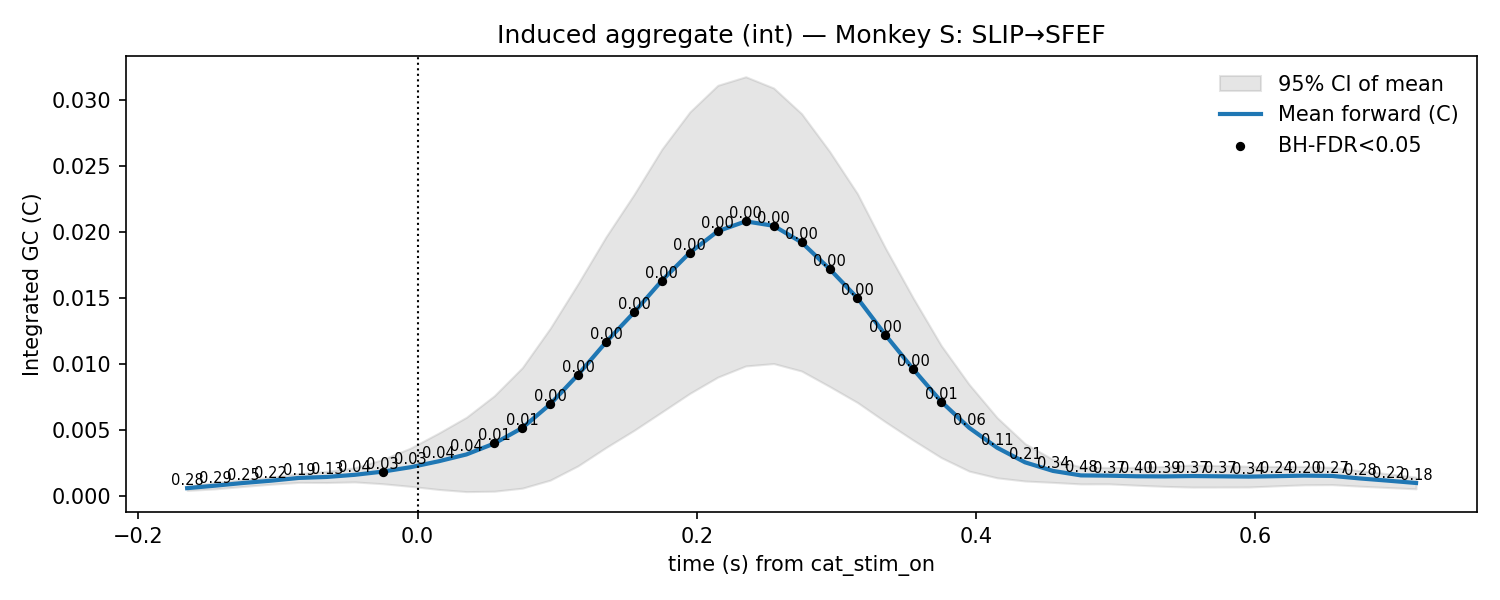 Induced aggregate (int) — Monkey S: SLIP→SFEF
Integrated GC (C)
0.030
0.025
0.020
0.015
0.010
0.005
0.000
95% CI of mean
Mean forward (C)
BH-FDR<0.05
0.28 0.29 0.25 0.22 0.19 0.13 0.04 0.03 0.03 0.04 0.04 0.01 0.01 0.00 0.00 0.00 0.00 0.00 0.00 0.00 0.00 0.00 0.00 0.00 0.00 0.00 0.00 0.01 0.06 0.11 0.21 0.34 0.48 0.37 0.40 0.39 0.37 0.37 0.34 0.24 0.20 0.27 0.28 0.22 0.18
−0.2 0.0 0.2 0.4 0.6
time (s) from cat_stim_on